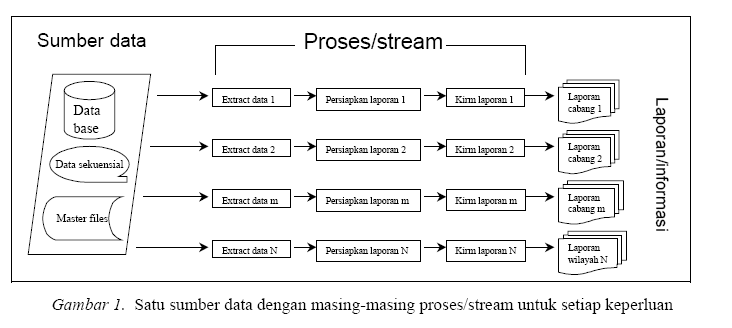 Sumber data
Proses/stream
Data
base
Data sekuensial
Master files
Extract data 1
Persiapkan laporan 1
Kirm laporan 1
Laporan
cabang 1
Extract data 2
Persiapkan laporan 2
Kirm laporan 2
Laporan
cabang 2
Extract data m
Persiapkan laporan m
Kirm laporan m
Laporan
cabang m
Extract data N
Persiapkan laporan N
Kirm laporan N
Laporan
wilayah N
Laporan/informasi
Gambar 1. Satu sumber data dengan masing-masing proses/stream untuk setiap keperluan